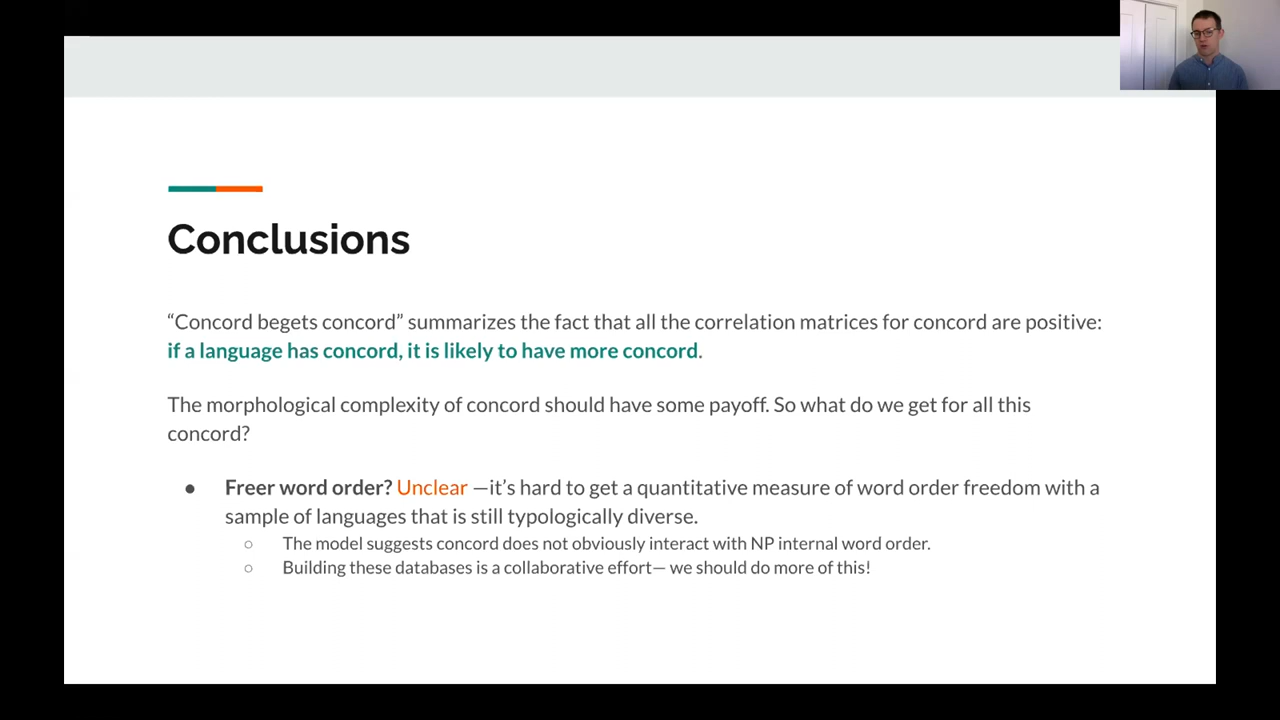 Conclusions
“Concord begets concord” summarizes the fact that all the correlation matrices for concord are positive:
if a language has concord, it is likely to have more concord.
The morphological complexity of concord should have some payoff. So what do we get for all this
concord?
● Freer word order? Unclear —it’s hard to get a quantitative measure of word order freedom with a
sample of languages that is still typologically diverse.
○ The model suggests concord does not obviously interact with NP internal word order.
○ Building these databases is a collaborative effort— we should do more of this!